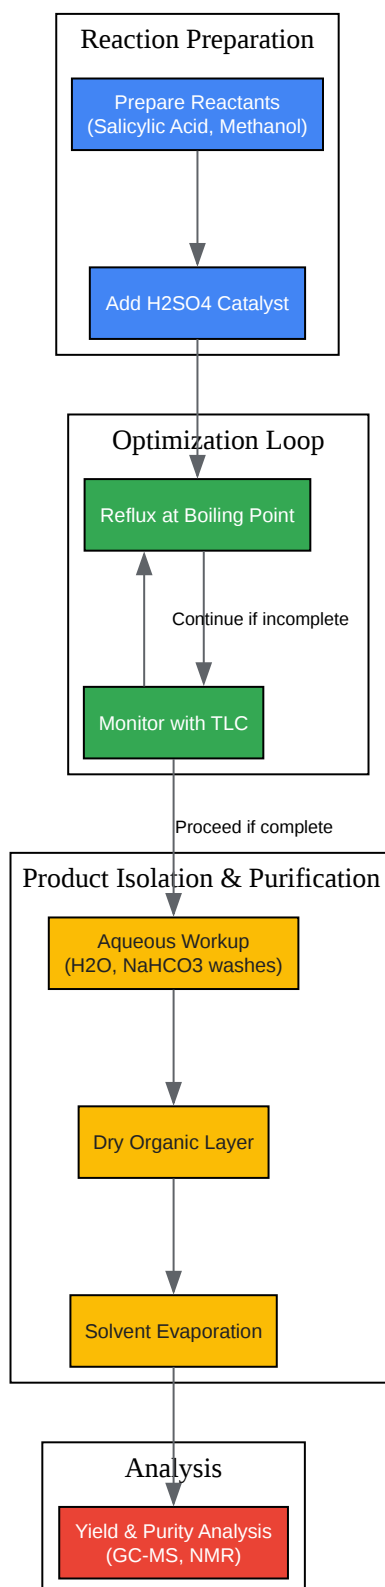 Reaction Preparation
Prepare Reactants
(Salicylic Acid, Methanol)
Add H2SO4 Catalyst
Optimization Loop
Reflux at Boiling Point
Continue if incomplete
Monitor with TLC
Proceed if complete
Product Isolation & Purification
Aqueous Workup
(H2O, NaHCO3 washes)
Dry Organic Layer
Solvent Evaporation
Analysis
Yield & Purity Analysis
(GC-MS, NMR)